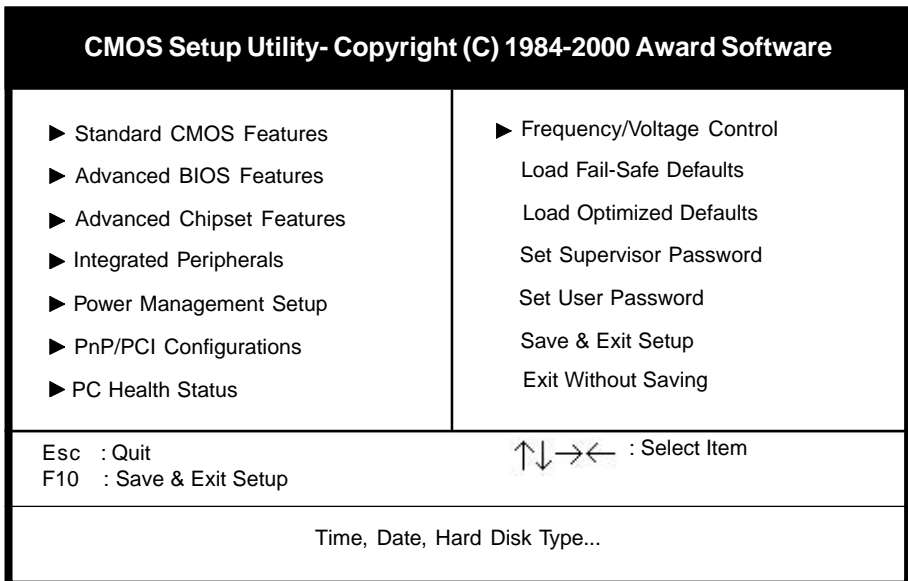 CMOS Setup Utility- Copyright (C) 1984-2000 Award Software
▶ Standard CMOS Features
▶ Advanced BIOS Features
▶ Advanced Chipset Features
▶ Integrated Peripherals
▶ Power Management Setup
▶ PnP/PCI Configurations
▶ PC Health Status
▶ Frequency/Voltage Control
Load Fail-Safe Defaults
Load Optimized Defaults
Set Supervisor Password
Set User Password
Save & Exit Setup
Exit Without Saving
Esc : Quit
F10 : Save & Exit Setup
↑↓→← : Select Item
Time, Date, Hard Disk Type...